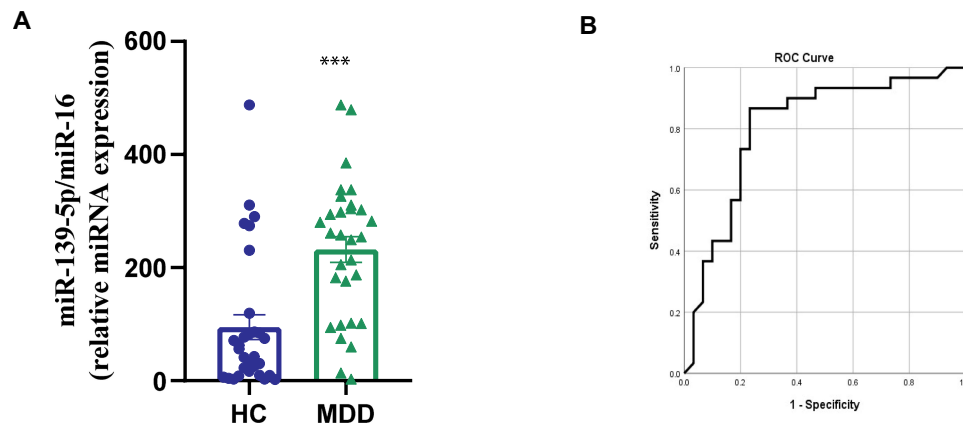 A
miR-139-5p/miR-16
(relative miRNA expression)
600
400
200
0
***
HC
MDD
B
ROC Curve
Sensitivity
1.0
0.8
0.6
0.4
0.2
0.0
0.0
0.2
0.4
0.6
0.8
1 - Specificity